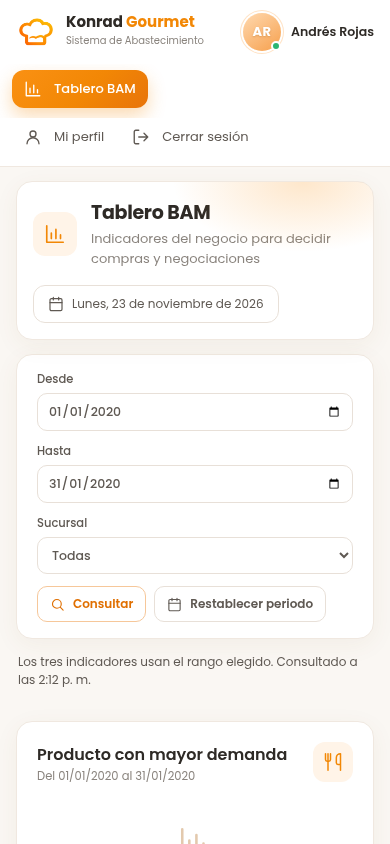 Konrad Gourmet
Sistema de Abastecimiento
AR
Andrés Rojas
Tablero BAM
Mi perfil
Cerrar sesión
Tablero BAM
Indicadores del negocio para decidir
compras y negociaciones
Lunes, 23 de noviembre de 2026
Desde
01/01/2020
Hasta
31/01/2020
Sucursal
Todas
Consultar
Restablecer periodo
Los tres indicadores usan el rango elegido. Consultado a
las 2:12 p. m.
Producto con mayor demanda
Del 01/01/2020 al 31/01/2020